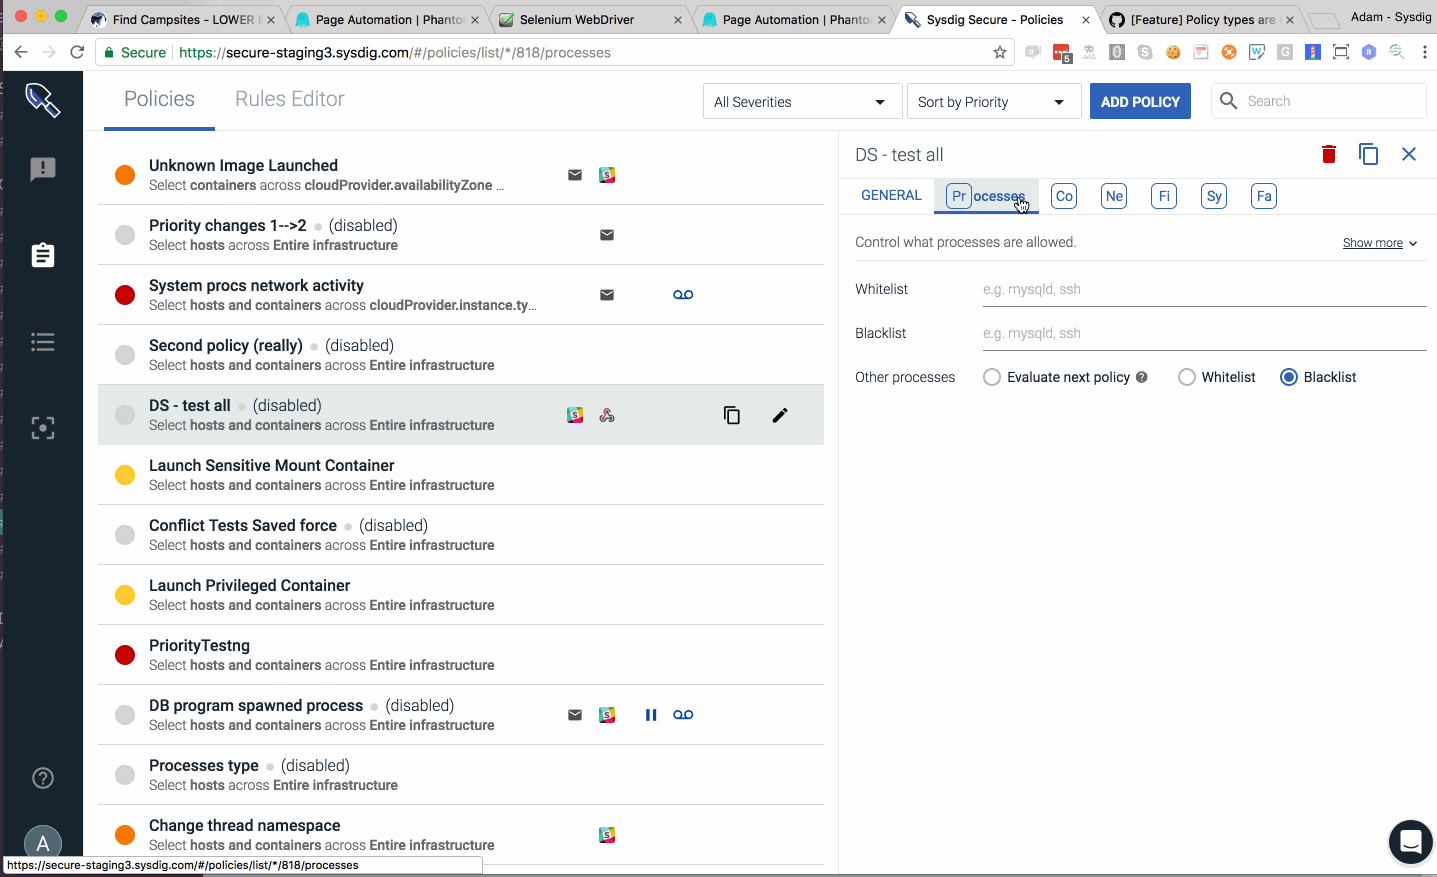 Find Campsites - LOWER P
Page Automation | Phanto
Selenium WebDriver
Page Automation | Phanto
Sysdig Secure - Policies
[Feature] Policy types are
Adam - Sysdig
Secure
https://secure-staging3.sysdig.com/#/policies/list/*/818/processes
5
Policies
Rules Editor
All Severities
Sort by Priority
ADD POLICY
Search
Unknown Image Launched
Select containers across cloudProvider.availabilityZone ...
Priority changes 1-->2 (disabled)
Select hosts across Entire infrastructure
System procs network activity
Select hosts and containers across cloudProvider.instance.ty...
Second policy (really) (disabled)
Select hosts and containers across Entire infrastructure
DS - test all (disabled)
Select hosts and containers across Entire infrastructure
Launch Sensitive Mount Container
Select hosts and containers across Entire infrastructure
Conflict Tests Saved force (disabled)
Select hosts and containers across Entire infrastructure
Launch Privileged Container
Select hosts and containers across Entire infrastructure
PriorityTestng
Select hosts and containers across Entire infrastructure
DB program spawned process (disabled)
Select hosts and containers across Entire infrastructure
Processes type (disabled)
Select hosts across Entire infrastructure
Change thread namespace
Select hosts and containers across Entire infrastructure
DS - test all
GENERAL
Processes
Co
Ne
Fi
Sy
Fa
Control what processes are allowed.
Show more
Whitelist
e.g. mysqld, ssh
Blacklist
e.g. mysqld, ssh
Other processes
Evaluate next policy
Whitelist
Blacklist
A
https://secure-staging3.sysdig.com/#/policies/list/*/818/processes